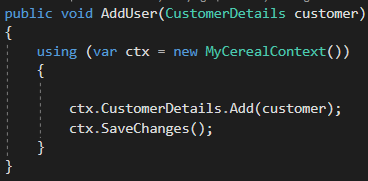 public void AddUser(CustomerDetails customer)
{
using (var ctx = new MyCerealContext())
{
ctx.CustomerDetails.Add(customer);
ctx.SaveChanges();
}
}